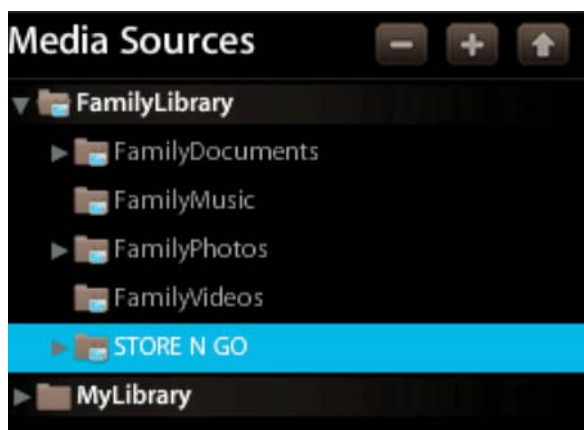 Media Sources
FamilyLibrary
FamilyDocuments
FamilyMusic
FamilyPhotos
FamilyVideos
STORE N GO
MyLibrary